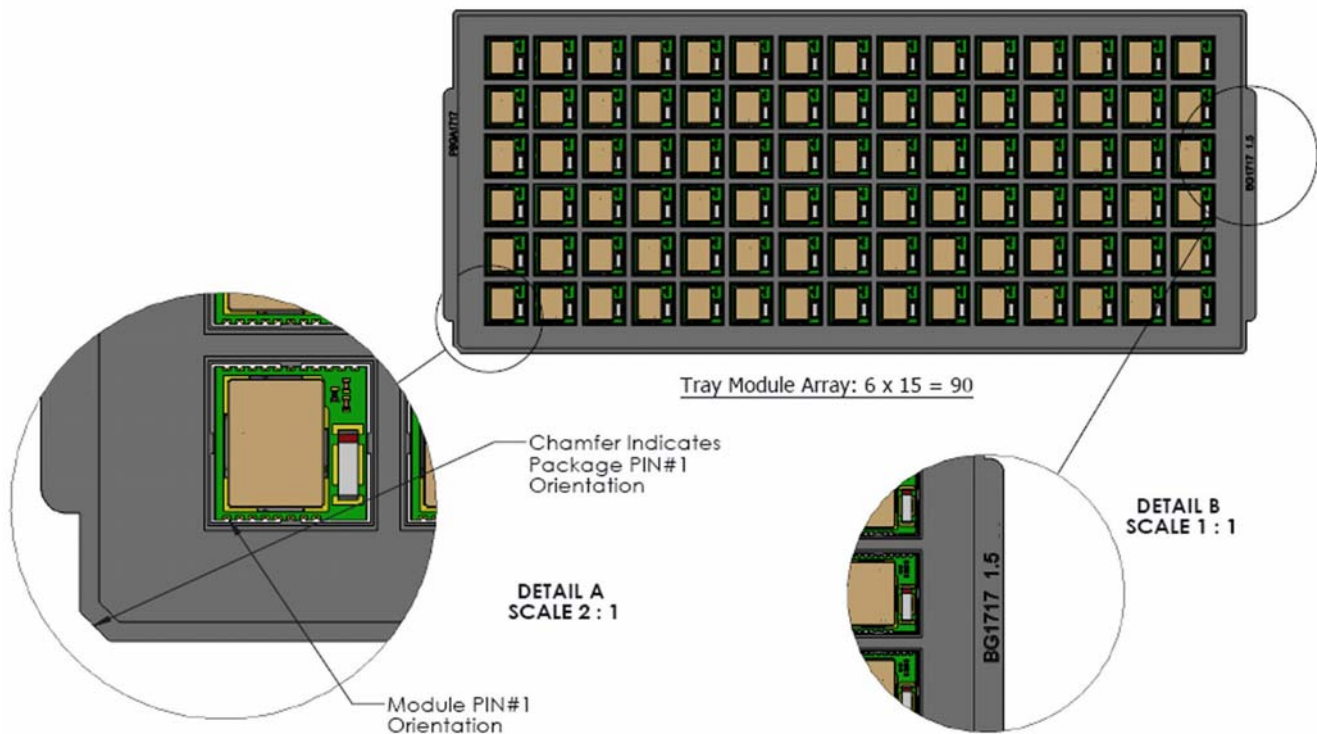 PBGA1717
BG1717 1.5
Tray Module Array: 6 x 15 = 90
Chamfer Indicates
Package PIN#1
Orientation
DETAIL A
SCALE 2 : 1
Module PIN#1
Orientation
DETAIL B
SCALE 1 : 1
BG1717 1.5